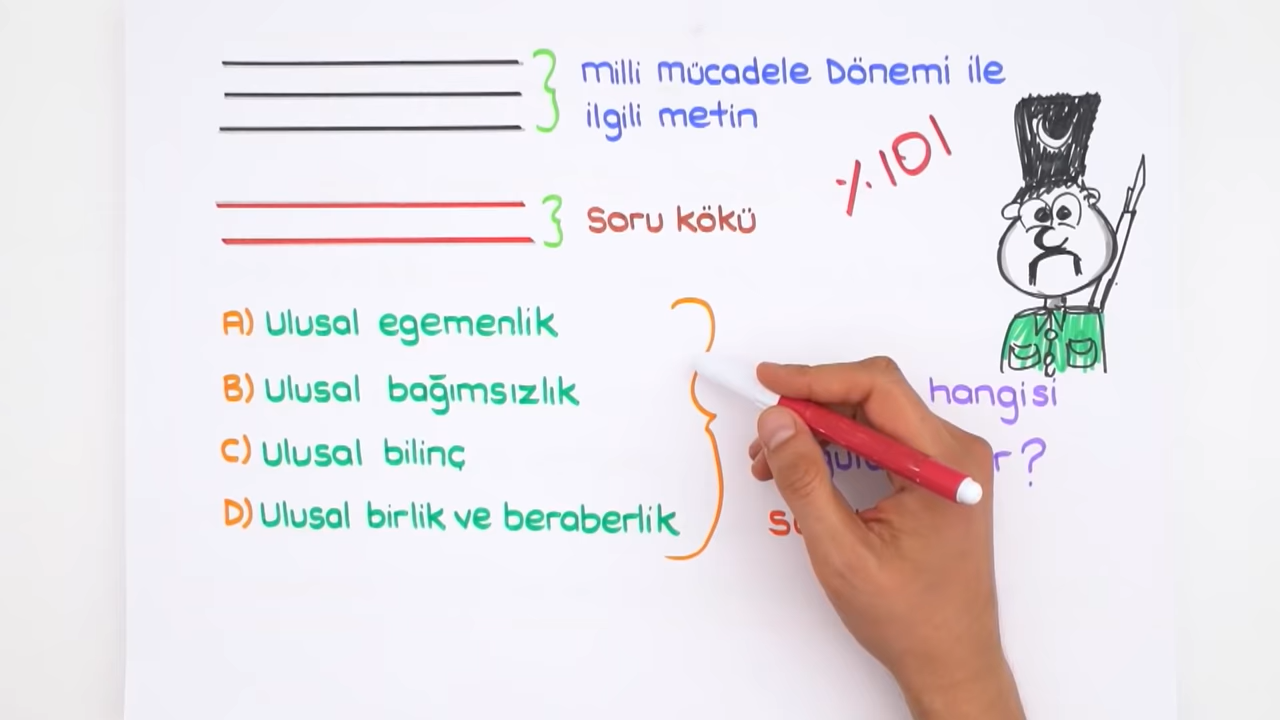 Milli Mücadele Dönemi ile
ilgili metin
%101
Soru kökü
A) Ulusal egemenlik
B) Ulusal bağımsızlık
hangisi
C) Ulusal bilinç
D) Ulusal birlik ve beraberlik